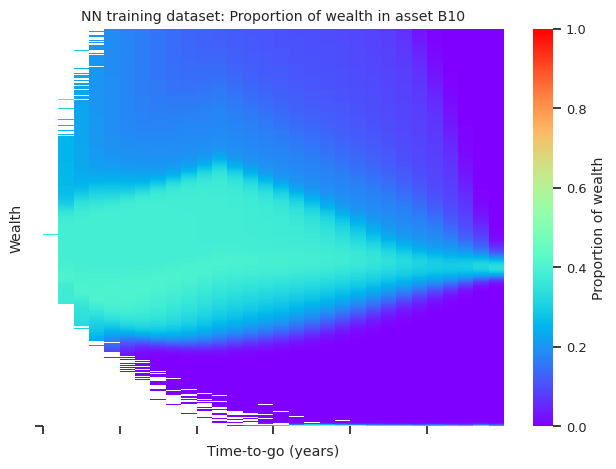 NN training dataset: Proportion of wealth in asset B10
Wealth
Time-to-go (years)
1.0
0.8
0.6
0.4
0.2
0.0
Proportion of wealth